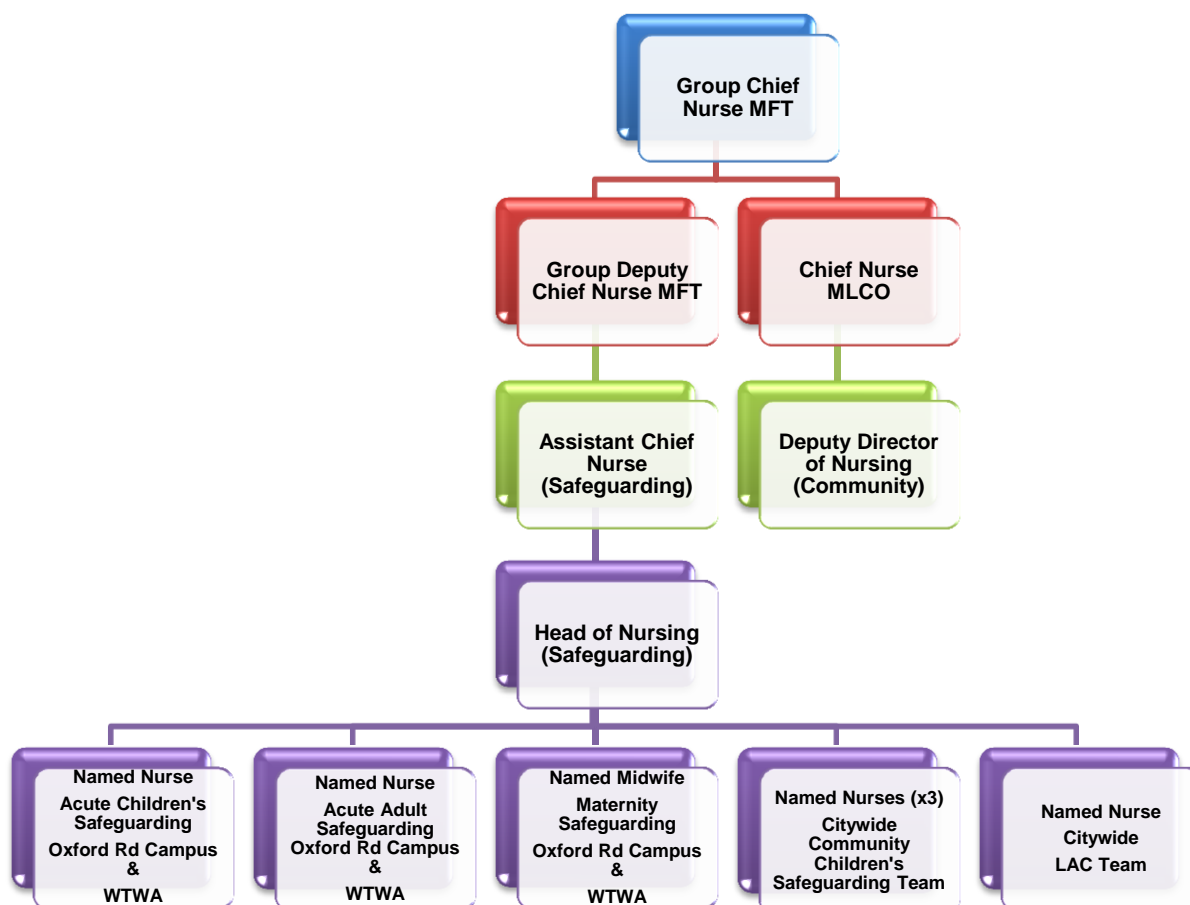 Group Chief
Nurse MFT
Group Deputy
Chief Nurse MFT
Chief Nurse
MLCO
Assistant Chief
Nurse
(Safeguarding)
Deputy Director
of Nursing
(Community)
Head of Nursing
(Safeguarding)
Named Nurse
Acute Children's
Safeguarding
Oxford Rd Campus
&
WTWA
Named Nurse
Acute Adult
Safeguarding
Oxford Rd Campus
&
WTWA
Named Midwife
Maternity
Safeguarding
Oxford Rd Campus
&
WTWA
Named Nurses (x3)
Citywide
Community
Children's
Safeguarding Team
Named Nurse
Citywide
LAC Team